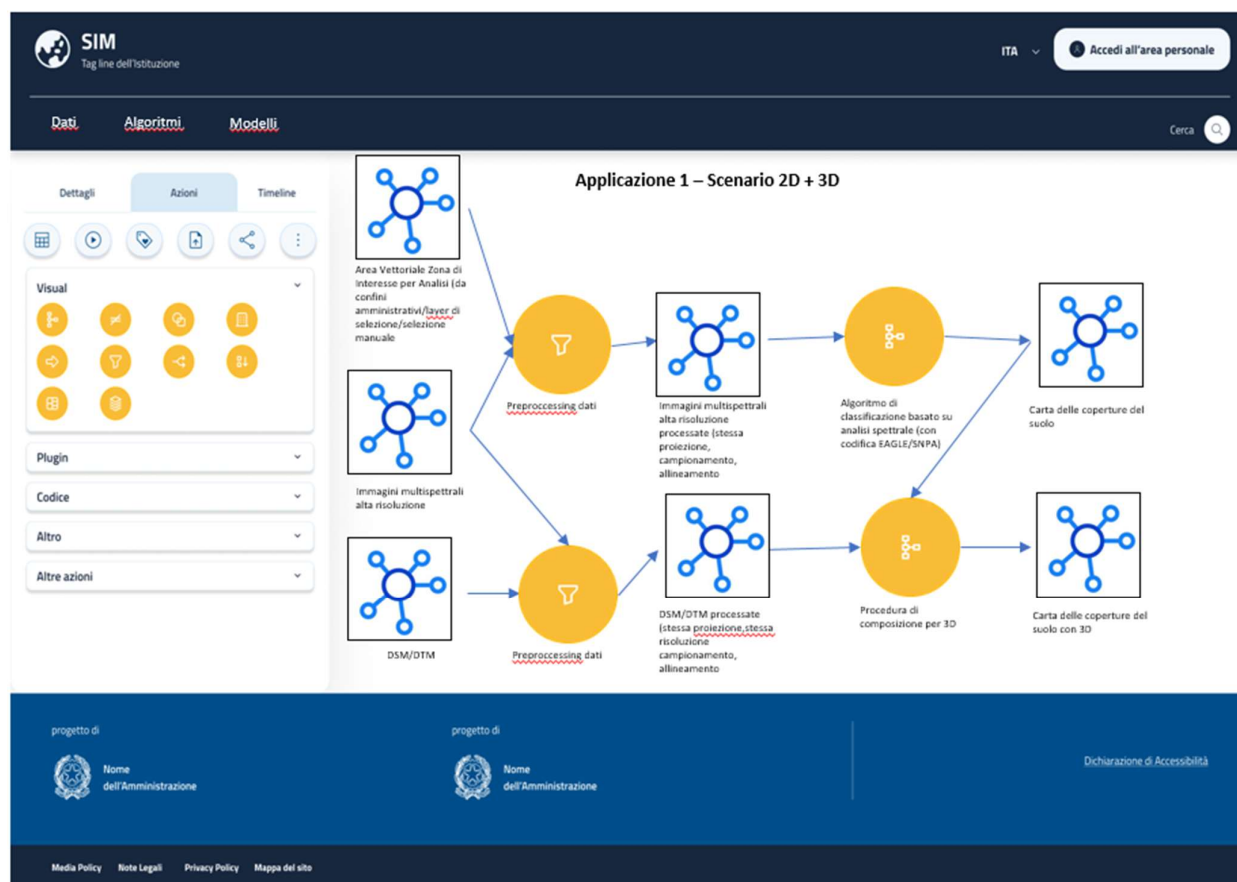 SIM
Tag line dell'Istituzione
ITA
Accedi all'area personale
Dati
Algoritmi
Modelli
Cerca
Dettagli
Azioni
Timeline
Visual
Plugin
Codice
Altro
Altre azioni
Applicazione 1 – Scenario 2D + 3D
Area Vettoriale Zona di
Interesse per Analisi (da
confini
amministrativi/layer di
selezione/selezione
manuale
Immagini multispettrali
alta risoluzione
DSM/DTM
Preproccessing dati
Preproccessing dati
Immagini multispettrali
alta risoluzione
processate (stessa
proiezione,
campionamento,
allineamento
DSM/DTM processate
(stessa proiezione,stessa
risoluzione
campionamento,
allineamento
Algoritmo di
classificazione basato su
analisi spettrale (con
codifica EAGLE/SNPA)
Procedura di
composizione per 3D
Carta delle coperture del
suolo
Carta delle coperture del
suolo con 3D
progetto di
Nome
dell'Amministrazione
progetto di
Nome
dell'Amministrazione
Dichiarazione di Accessibilità
Media Policy
Note Legali
Privacy Policy
Mappa del sito